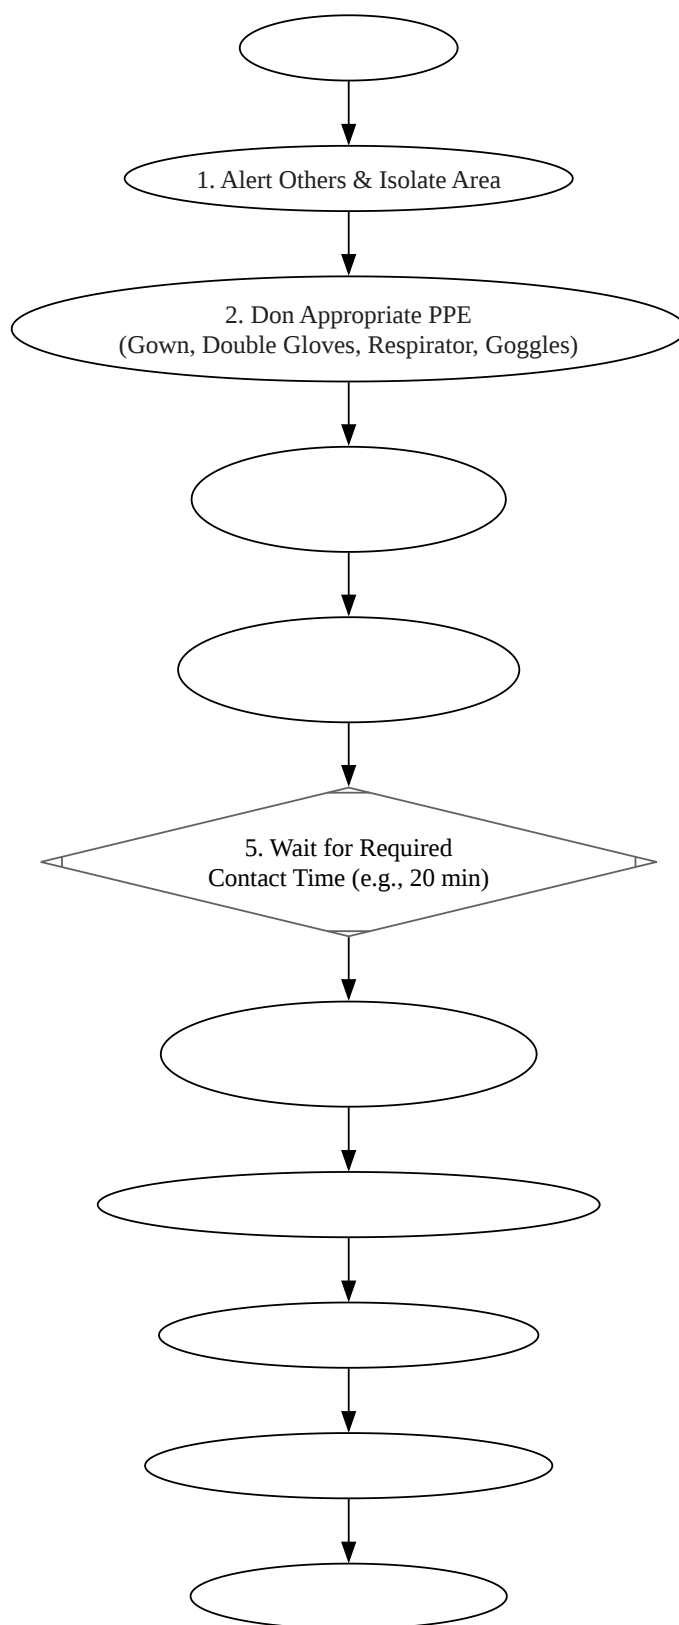 1. Alert Others & Isolate Area
2. Don Appropriate PPE
(Gown, Double Gloves, Respirator, Goggles)
5. Wait for Required
Contact Time (e.g., 20 min)